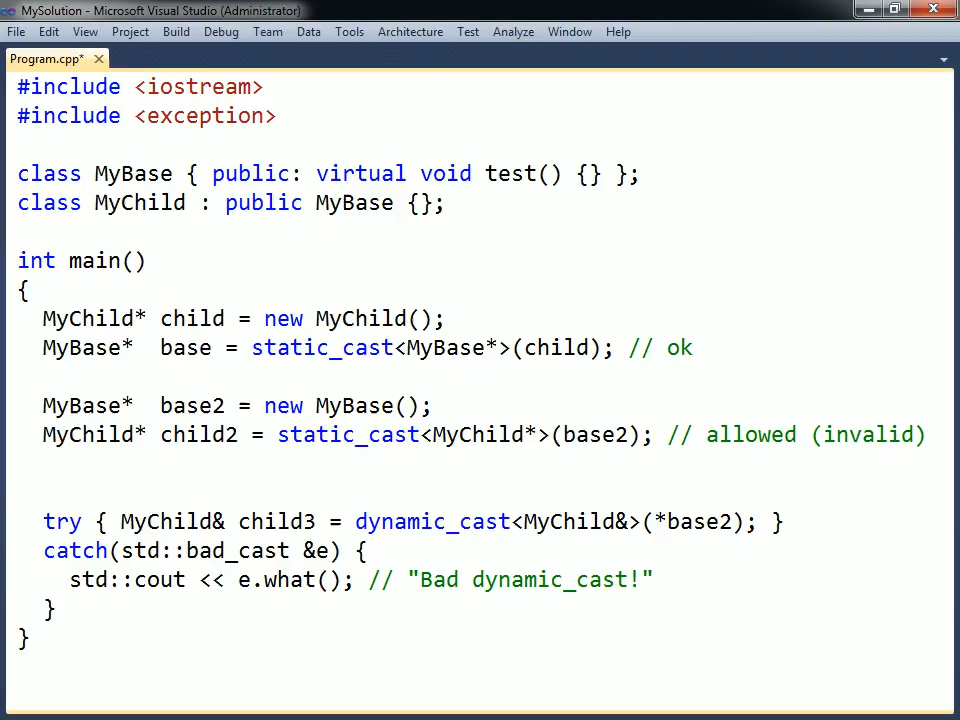 MySolution - Microsoft Visual Studio (Administrator)
File Edit View Project Build Debug Team Data Tools Architecture Test Analyze Window Help
Program.cpp*
#include <iostream>
#include <exception>
class MyBase { public: virtual void test() {} };
class MyChild : public MyBase {};
int main()
{
MyChild* child = new MyChild();
MyBase* base = static_cast<MyBase*>(child); // ok
MyBase* base2 = new MyBase();
MyChild* child2 = static_cast<MyChild*>(base2); // allowed (invalid)
try { MyChild& child3 = dynamic_cast<MyChild&>(*base2); }
catch(std::bad_cast &e) {
std::cout << e.what(); // "Bad dynamic_cast!"
}
}